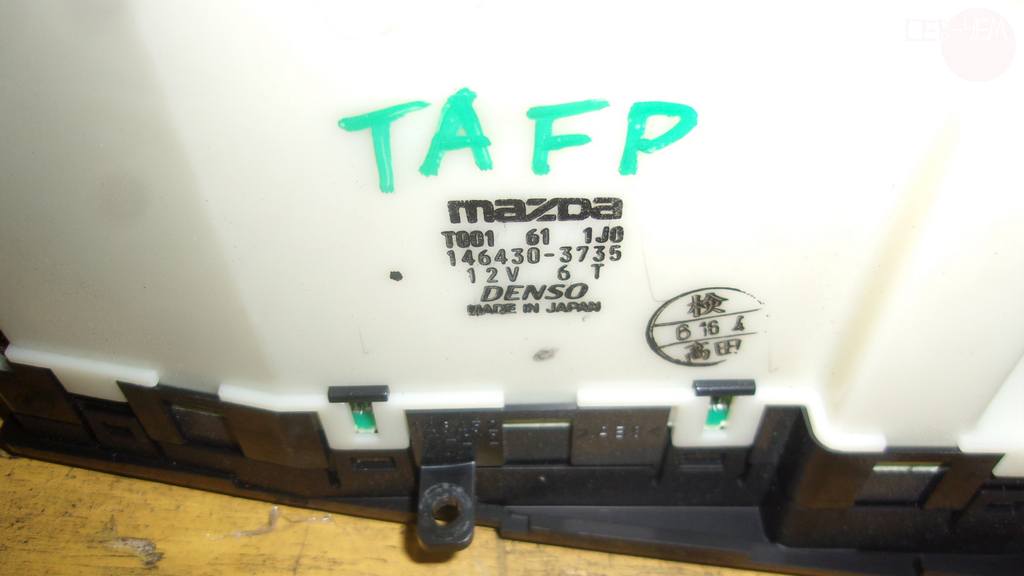 TAFP
mazda
T001 61 1J0
146430-3735
12V 6 T
DENSO
MADE IN JAPAN
検
6 16
高田